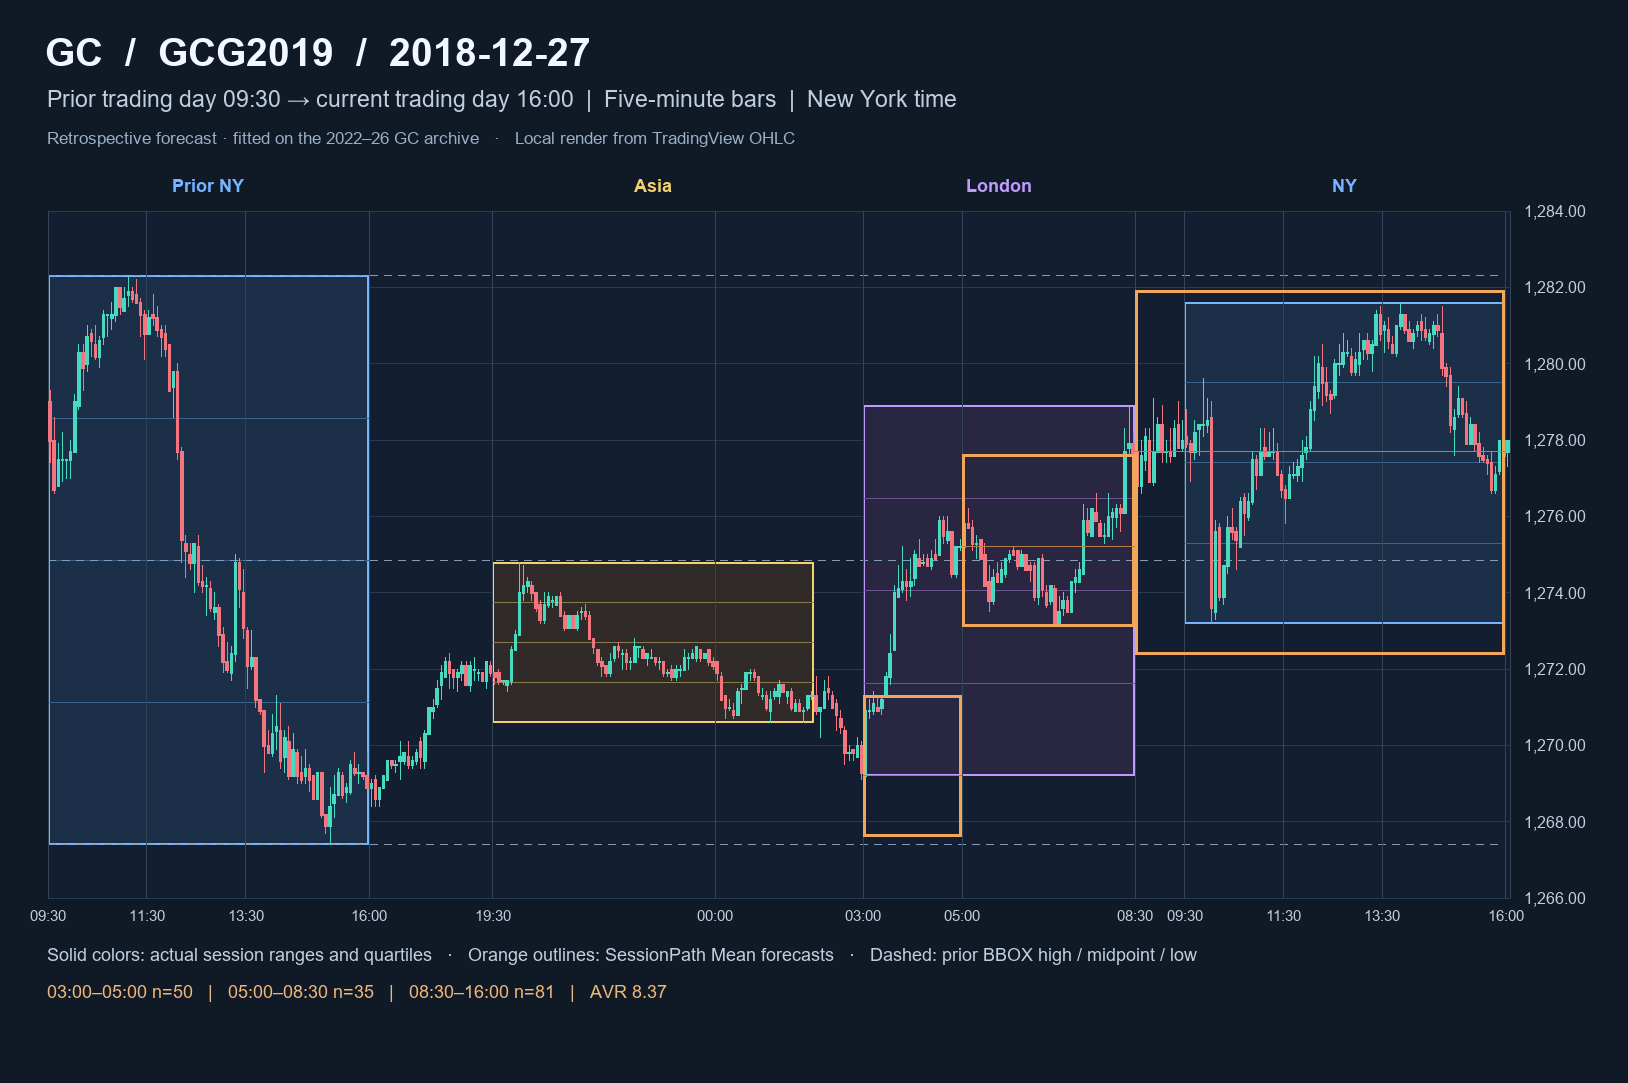 GC / GCG2019 / 2018-12-27
Prior trading day 09:30 → current trading day 16:00 | Five-minute bars | New York time
Retrospective forecast · fitted on the 2022–26 GC archive · Local render from TradingView OHLC
Prior NY Asia London NY
1,284.00
1,282.00
1,280.00
1,278.00
1,276.00
1,274.00
1,272.00
1,270.00
1,268.00
1,266.00
09:30 11:30 13:30 16:00 19:30 00:00 03:00 05:00 08:30 09:30 11:30 13:30 16:00
Solid colors: actual session ranges and quartiles · Orange outlines: SessionPath Mean forecasts · Dashed: prior BBOX high / midpoint / low
03:00–05:00 n=50 | 05:00–08:30 n=35 | 08:30–16:00 n=81 | AVR 8.37